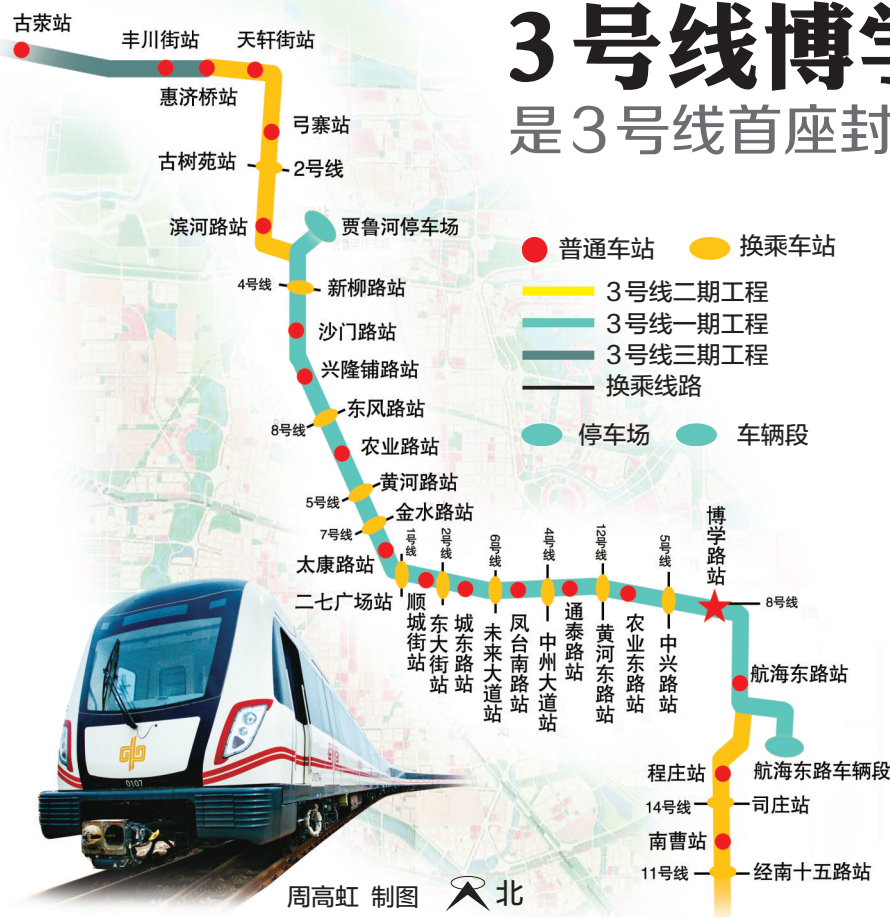 3号线博学
是3号线首座封
古荥站
丰川街站
天轩街站
惠济桥站
弓寨站
古树苑站
2号线
滨河路站
贾鲁河停车场
普通车站
换乘车站
3号线二期工程
3号线一期工程
3号线三期工程
换乘线路
停车场
车辆段
4号线
新柳路站
沙门路站
兴隆铺路站
东风路站
8号线
农业路站
黄河路站
5号线
金水路站
7号线
太康路站
1号线
2号线
6号线
4号线
12号线
5号线
博学路站
8号线
二七广场站
顺城街站
东大街站
城东路站
未来大道站
凤台南路站
中州大道站
通泰路站
黄河东路站
农业东路站
中兴路站
航海东路站
程庄站
航海东路车辆段
14号线
司庄站
南曹站
11号线
经南十五路站
0107
周高虹 制图
北